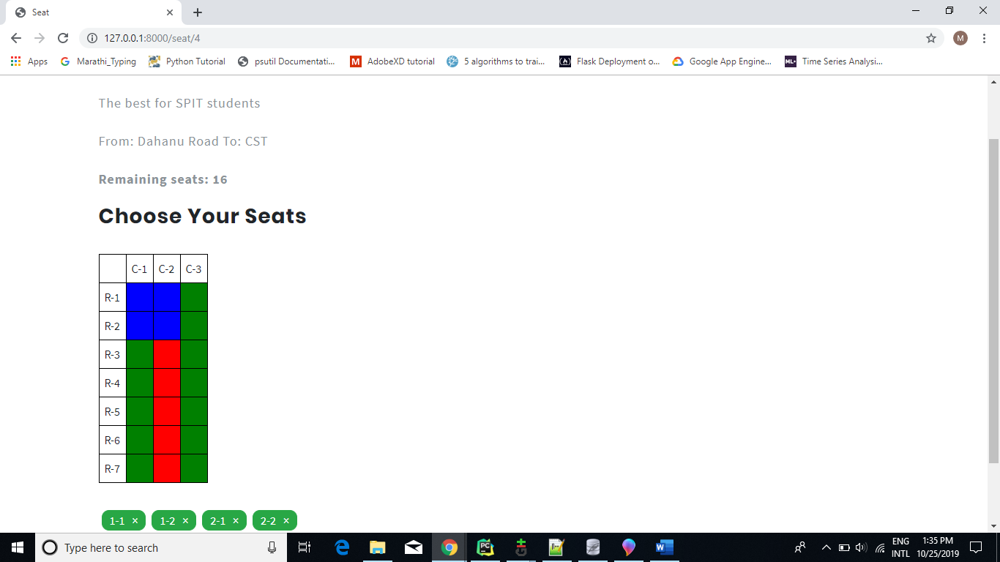 Seat
127.0.0.1:8000/seat/4
M
Apps Marathi_Typing Python Tutorial psutil Documentati... M AdobeXD tutorial 5 algorithms to trai... Flask Deployment o... Google App Engine... ML Time Series Analysi...
The best for SPIT students
From: Dahanu Road To: CST
Remaining seats: 16
Choose Your Seats
C-1 C-2 C-3
R-1
R-2
R-3
R-4
R-5
R-6
R-7
1-1 × 1-2 × 2-1 × 2-2 ×
Type here to search
ENG 1:35 PM
INTL 10/25/2019